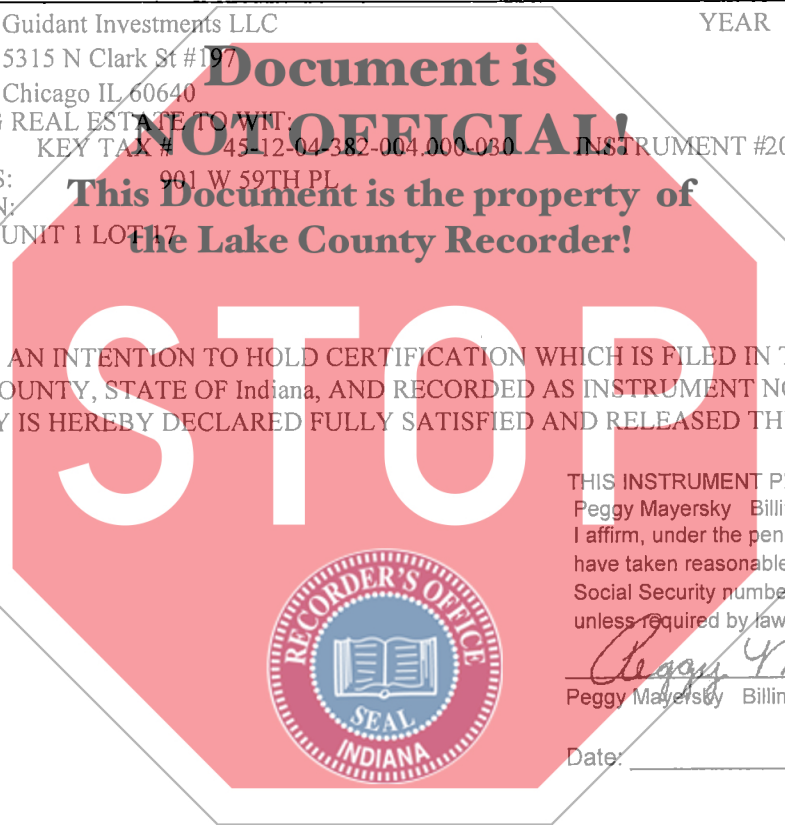 Guidant Investments LLC YEAR
5315 N Clark St #197
Document is
Chicago IL 60640
REAL ESTATE TO WIT:
NOT OFFICIAL!
KEY TAX # 45-12-04-382-004.000-030 INSTRUMENT #20
S: 901 W 59TH PL
This Document is the property of
N:
UNIT 1 LOT 17
the Lake County Recorder!
STOP
AN INTENTION TO HOLD CERTIFICATION WHICH IS FILED IN T
OUNTY, STATE OF Indiana, AND RECORDED AS INSTRUMENT NO
Y IS HEREBY DECLARED FULLY SATISFIED AND RELEASED TH
THIS INSTRUMENT P
Peggy Mayersky Billi
I affirm, under the pen
have taken reasonable
Social Security numbe
unless required by law
Peggy
Peggy Mayersky Billin
Date:
RECORDER'S OFFICE
SEAL
INDIANA